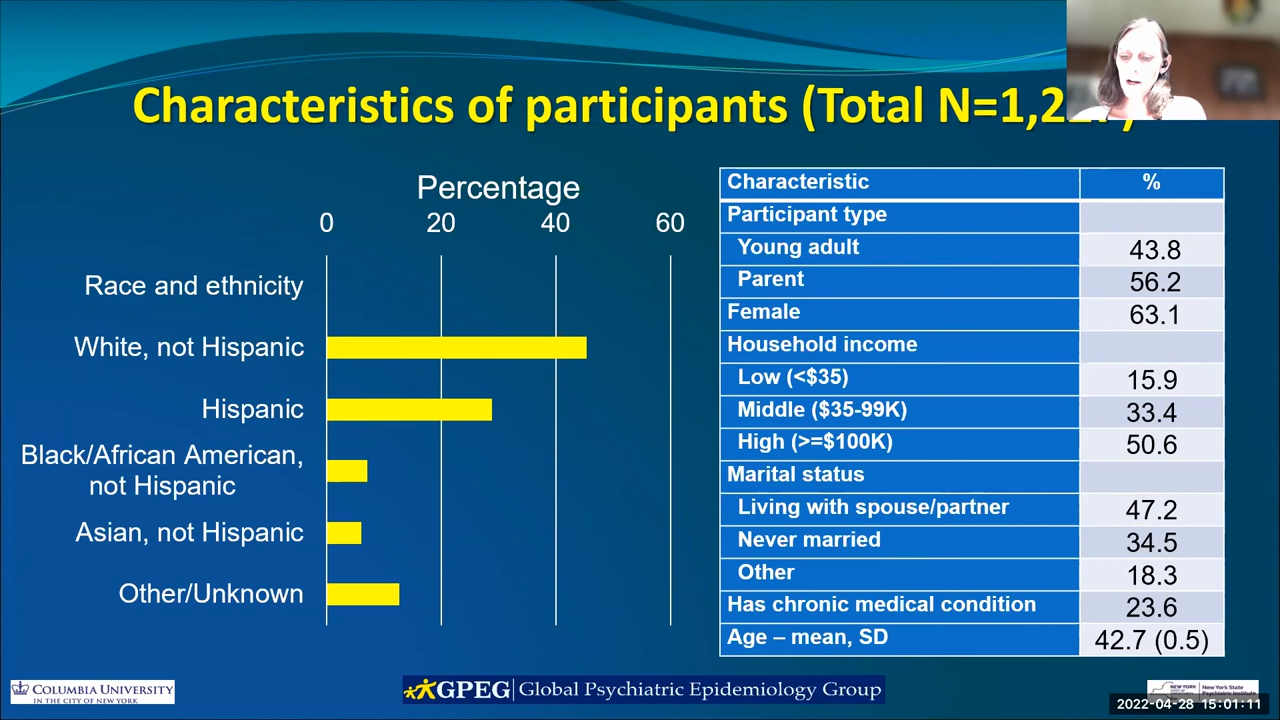 Characteristics of participants (Total N=1,2
Percentage
0 20 40 60
Race and ethnicity
White, not Hispanic
Hispanic
Black/African American,
not Hispanic
Asian, not Hispanic
Other/Unknown
Characteristic %
Participant type
Young adult 43.8
Parent 56.2
Female 63.1
Household income
Low (<$35) 15.9
Middle ($35-99K) 33.4
High (>=$100K) 50.6
Marital status
Living with spouse/partner 47.2
Never married 34.5
Other 18.3
Has chronic medical condition 23.6
Age – mean, SD 42.7 (0.5)
COLUMBIA UNIVERSITY
IN THE CITY OF NEW YORK
GPEG Global Psychiatric Epidemiology Group
New York State
Psychiatric Institute
2022-04-28 15:01:11